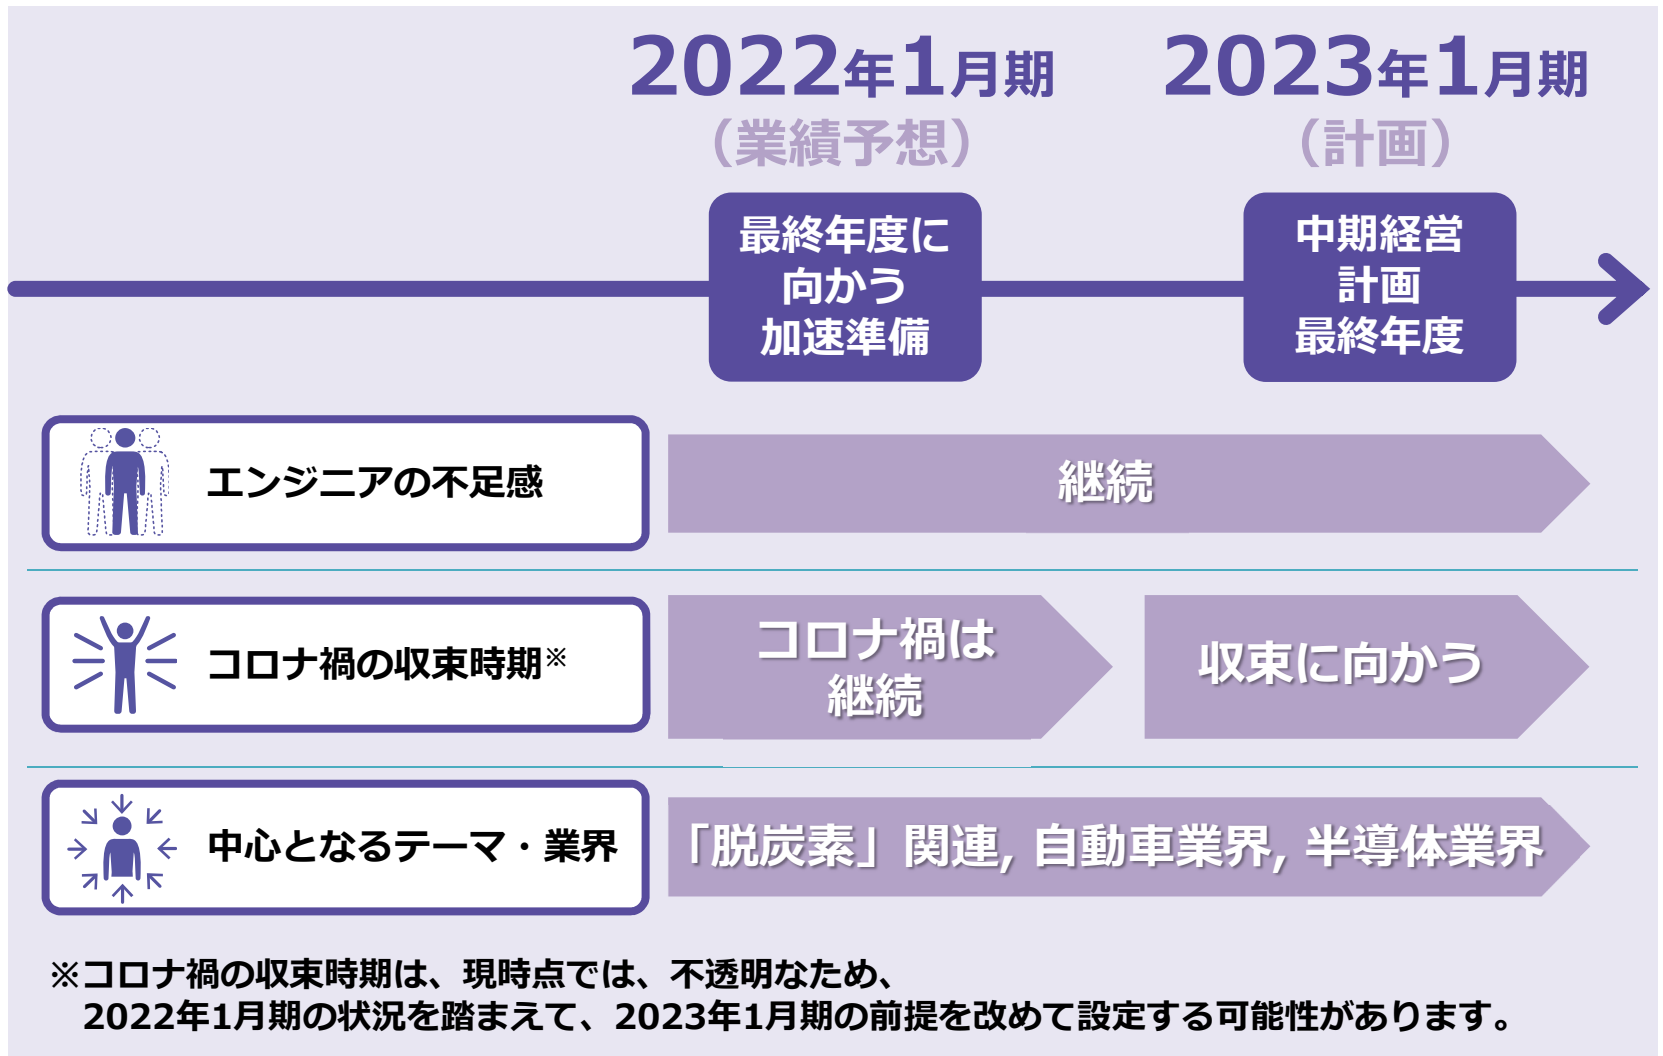 2022年1月期
（業績予想）
2023年1月期
（計画）
最終年度に
向かう
加速準備
中期経営
計画
最終年度
エンジニアの不足感
継続
コロナ禍の収束時期※
コロナ禍は
継続
収束に向かう
中心となるテーマ・業界
「脱炭素」関連, 自動車業界, 半導体業界
※コロナ禍の収束時期は、現時点では、不透明なため、
2022年1月期の状況を踏まえて、2023年1月期の前提を改めて設定する可能性があります。